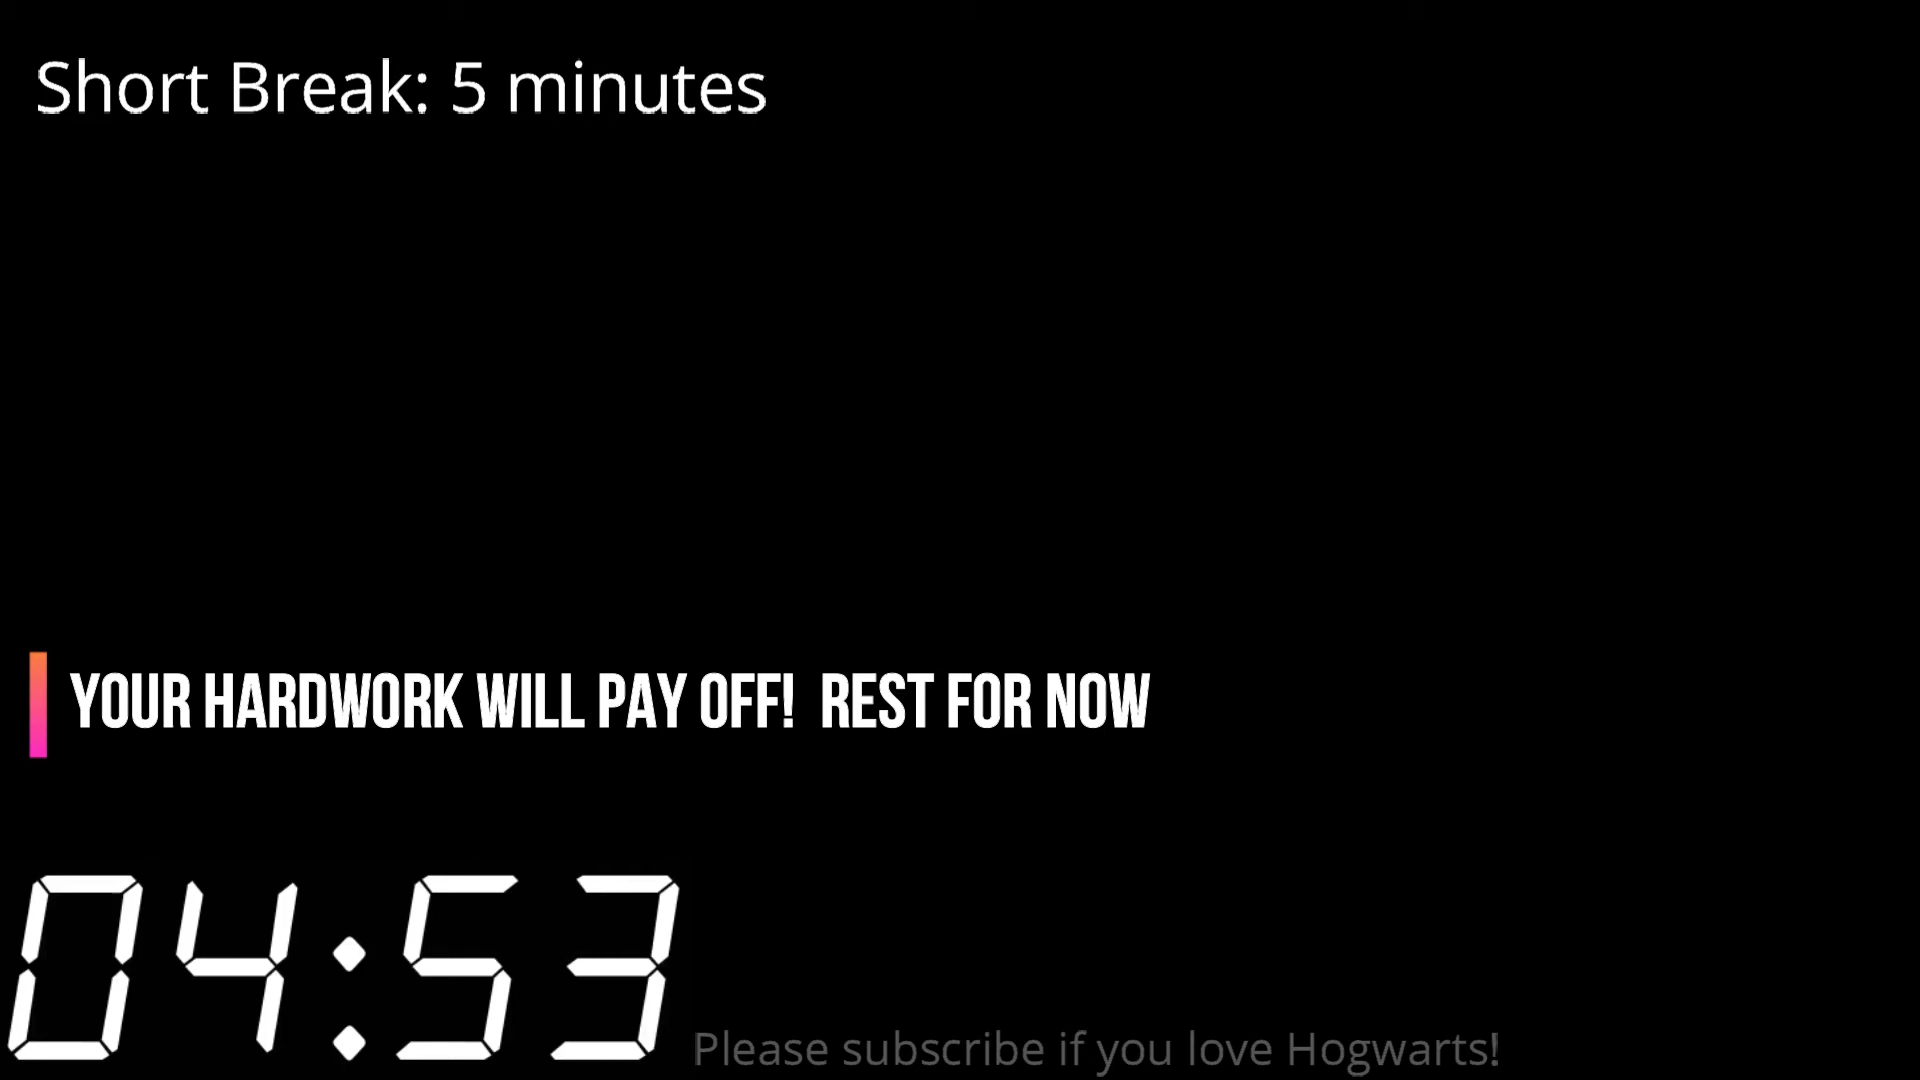 Short Break: 5 minutes
YOUR HARDWORK WILL PAY OFF! REST FOR NOW
04:53
Please subscribe if you love Hogwarts!